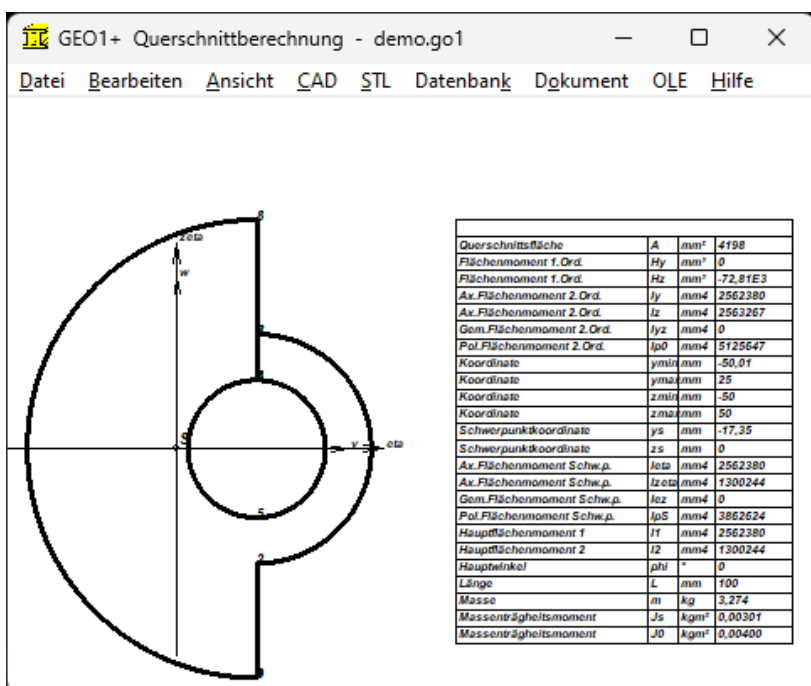 GEO1+ Querschnittberechnung - demo.go1
Datei Bearbeiten Ansicht CAD STL Datenbank Dokument OLE Hilfe
8
zeta
w
S
v eta
5
2
Querschnittsfläche A mm² 4198
Flächenmoment 1.Ord. Hy mm³ 0
Flächenmoment 1.Ord. Hz mm³ -72,81E3
Ax.Flächenmoment 2.Ord. Iy mm4 2562380
Ax.Flächenmoment 2.Ord. Iz mm4 2563267
Gem.Flächenmoment 2.Ord. Iyz mm4 0
Pol.Flächenmoment 2.Ord. Ip0 mm4 5125647
Koordinate ymin mm -50,01
Koordinate ymax mm 25
Koordinate zmin mm -50
Koordinate zmax mm 50
Schwerpunktkoordinate ys mm -17,35
Schwerpunktkoordinate zs mm 0
Ax.Flächenmoment Schw.p. Ieta mm4 2562380
Ax.Flächenmoment Schw.p. Izeta mm4 1300244
Gem.Flächenmoment Schw.p. Iez mm4 0
Pol.Flächenmoment Schw.p. IpS mm4 3862624
Hauptflächenmoment 1 I1 mm4 2562380
Hauptflächenmoment 2 I2 mm4 1300244
Hauptwinkel phi ° 0
Länge L mm 100
Masse m kg 3,274
Massenträgheitsmoment Js kgm² 0,00301
Massenträgheitsmoment J0 kgm² 0,00400